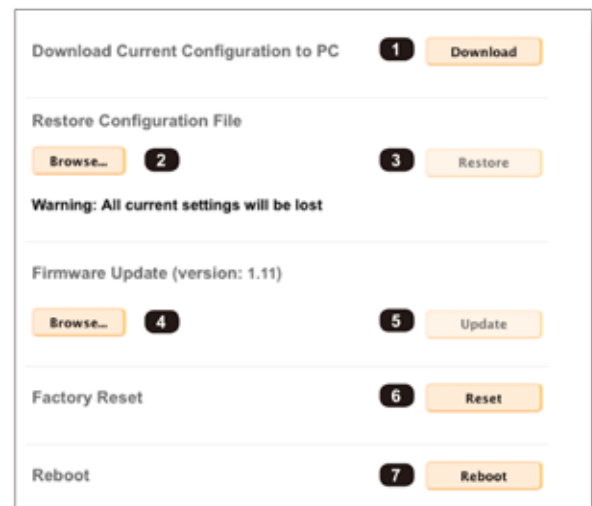 Download Current Configuration to PC 1 Download
Restore Configuration File
Browse... 2 3 Restore
Warning: All current settings will be lost
Firmware Update (version: 1.11)
Browse... 4 5 Update
Factory Reset 6 Reset
Reboot 7 Reboot